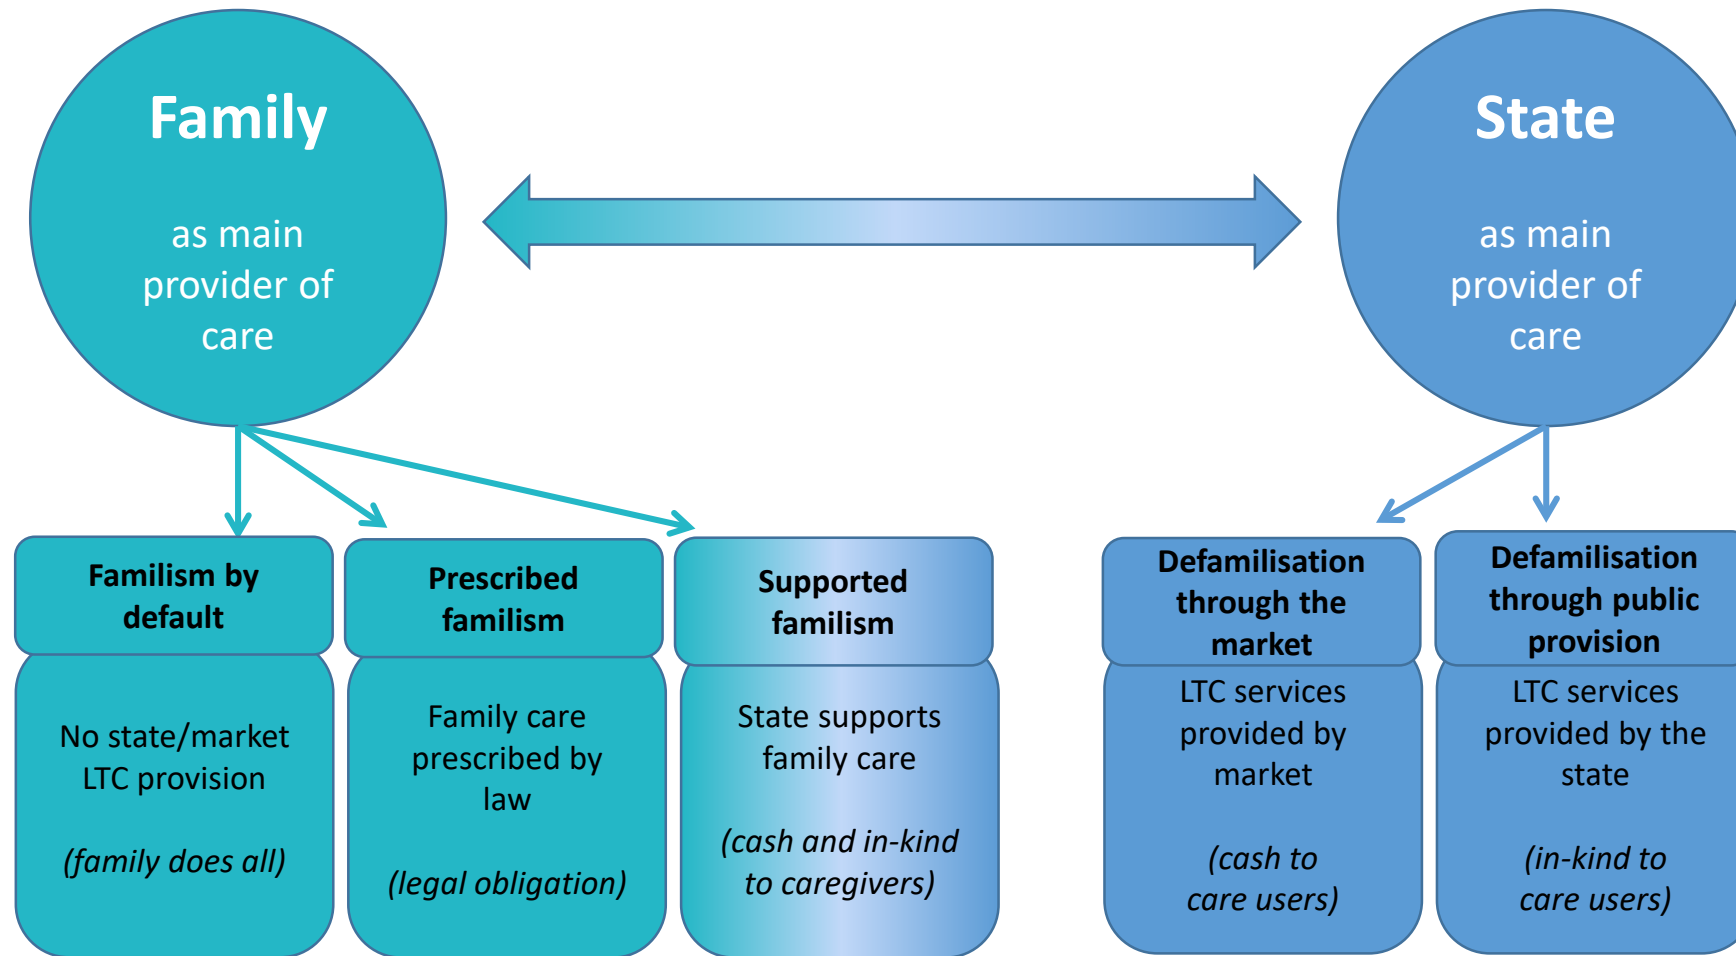 Family
as main
provider of
care
State
as main
provider of
care
Familism by
default
No state/market
LTC provision
(family does all)
Prescribed
familism
Family care
prescribed by
law
(legal obligation)
Supported
familism
State supports
family care
(cash and in-kind
to caregivers)
Defamilisation
through the
market
LTC services
provided by
market
(cash to
care users)
Defamilisation
through public
provision
LTC services
provided by the
state
(in-kind to
care users)